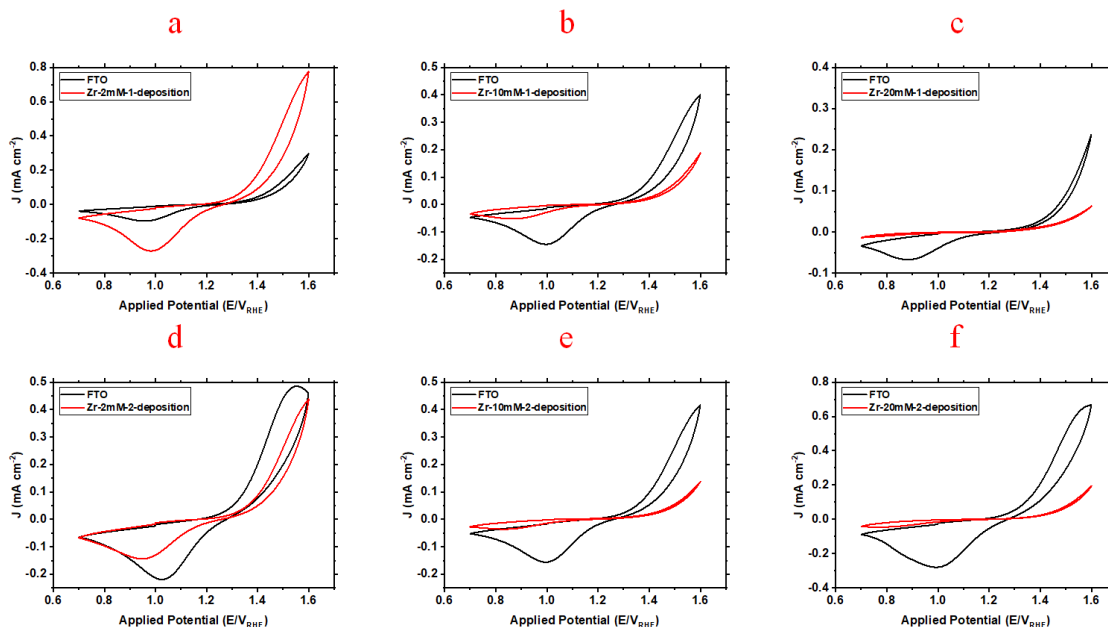 a
b
c
FTO
Zr-2mM-1-deposition
J (mA cm-2)
0.8
0.6
0.4
0.2
0.0
-0.2
-0.4
0.6 0.8 1.0 1.2 1.4 1.6
Applied Potential (E/VRHE)
FTO
Zr-10mM-1-deposition
J (mA cm-2)
0.5
0.4
0.3
0.2
0.1
0.0
-0.1
-0.2
0.6 0.8 1.0 1.2 1.4 1.6
Applied Potential (E/VRHE)
FTO
Zr-20mM-1-deposition
J (mA cm-2)
0.4
0.3
0.2
0.1
0.0
-0.1
0.6 0.8 1.0 1.2 1.4 1.6
Applied Potential (E/VRHE)
d
e
f
FTO
Zr-2mM-2-deposition
J (mA cm-2)
0.5
0.4
0.3
0.2
0.1
0.0
-0.1
-0.2
0.6 0.8 1.0 1.2 1.4 1.6
Applied Potential (E/VRHE)
FTO
Zr-10mM-2-deposition
J (mA cm-2)
0.5
0.4
0.3
0.2
0.1
0.0
-0.1
-0.2
0.6 0.8 1.0 1.2 1.4 1.6
Applied Potential (E/VRHE)
FTO
Zr-20mM-2-deposition
J (mA cm-2)
0.8
0.6
0.4
0.2
0.0
-0.2
-0.4
0.6 0.8 1.0 1.2 1.4 1.6
Applied Potential (E/VRHE)